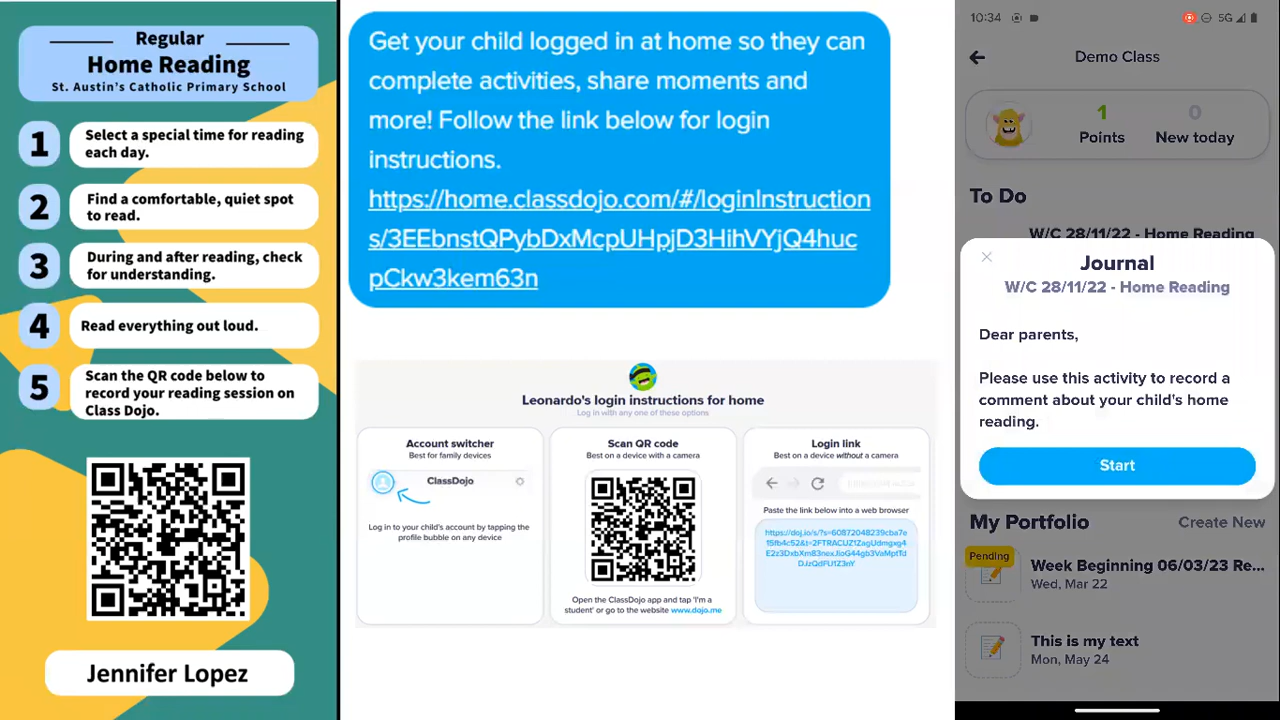 Regular
Home Reading
St. Austin's Catholic Primary School
1
Select a special time for reading
each day.
2
Find a comfortable, quiet spot
to read.
3
During and after reading, check
for understanding.
4
Read everything out loud.
5
Scan the QR code below to
record your reading session on
Class Dojo.
Jennifer Lopez
Get your child logged in at home so they can
complete activities, share moments and
more! Follow the link below for login
instructions.
https://home.classdojo.com/#/loginInstruction
s/3EEbnstQPybDxMcpUHpjD3HihVYjQ4huc
pCkw3kem63n
Leonardo's login instructions for home
Log in with any one of these options
Account switcher
Best for family devices
ClassDojo
Log in to your child's account by tapping the
profile bubble on any device
Scan QR code
Best on a device with a camera
Open the ClassDojo app and tap 'I'm a
student' or go to the website www.dojo.me
Login link
Best on a device without a camera
Paste the link below into a web browser
10:34
5G
Demo Class
1
Points
0
New today
To Do
W/C 28/11/22 - Home Reading
Journal
W/C 28/11/22 - Home Reading
Dear parents,
Please use this activity to record a
comment about your child's home
reading.
Start
My Portfolio
Create New
Pending
Week Beginning 06/03/23 Re...
Wed, Mar 22
This is my text
Mon, May 24